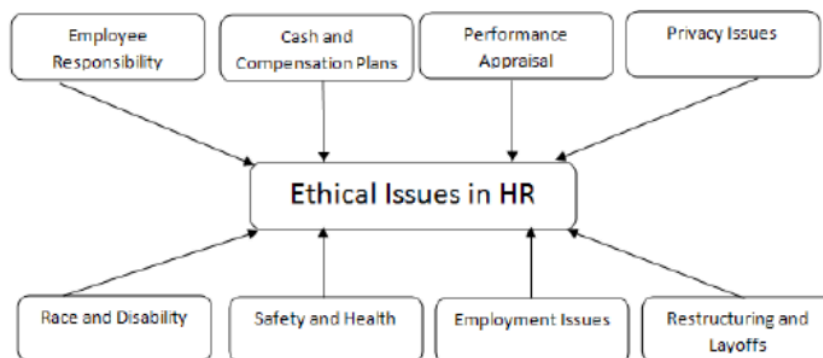 Employee
Responsibility
Cash and
Compensation Plans
Performance
Appraisal
Privacy Issues
Ethical Issues in HR
Race and Disability
Safety and Health
Employment Issues
Restructuring and
Layoffs